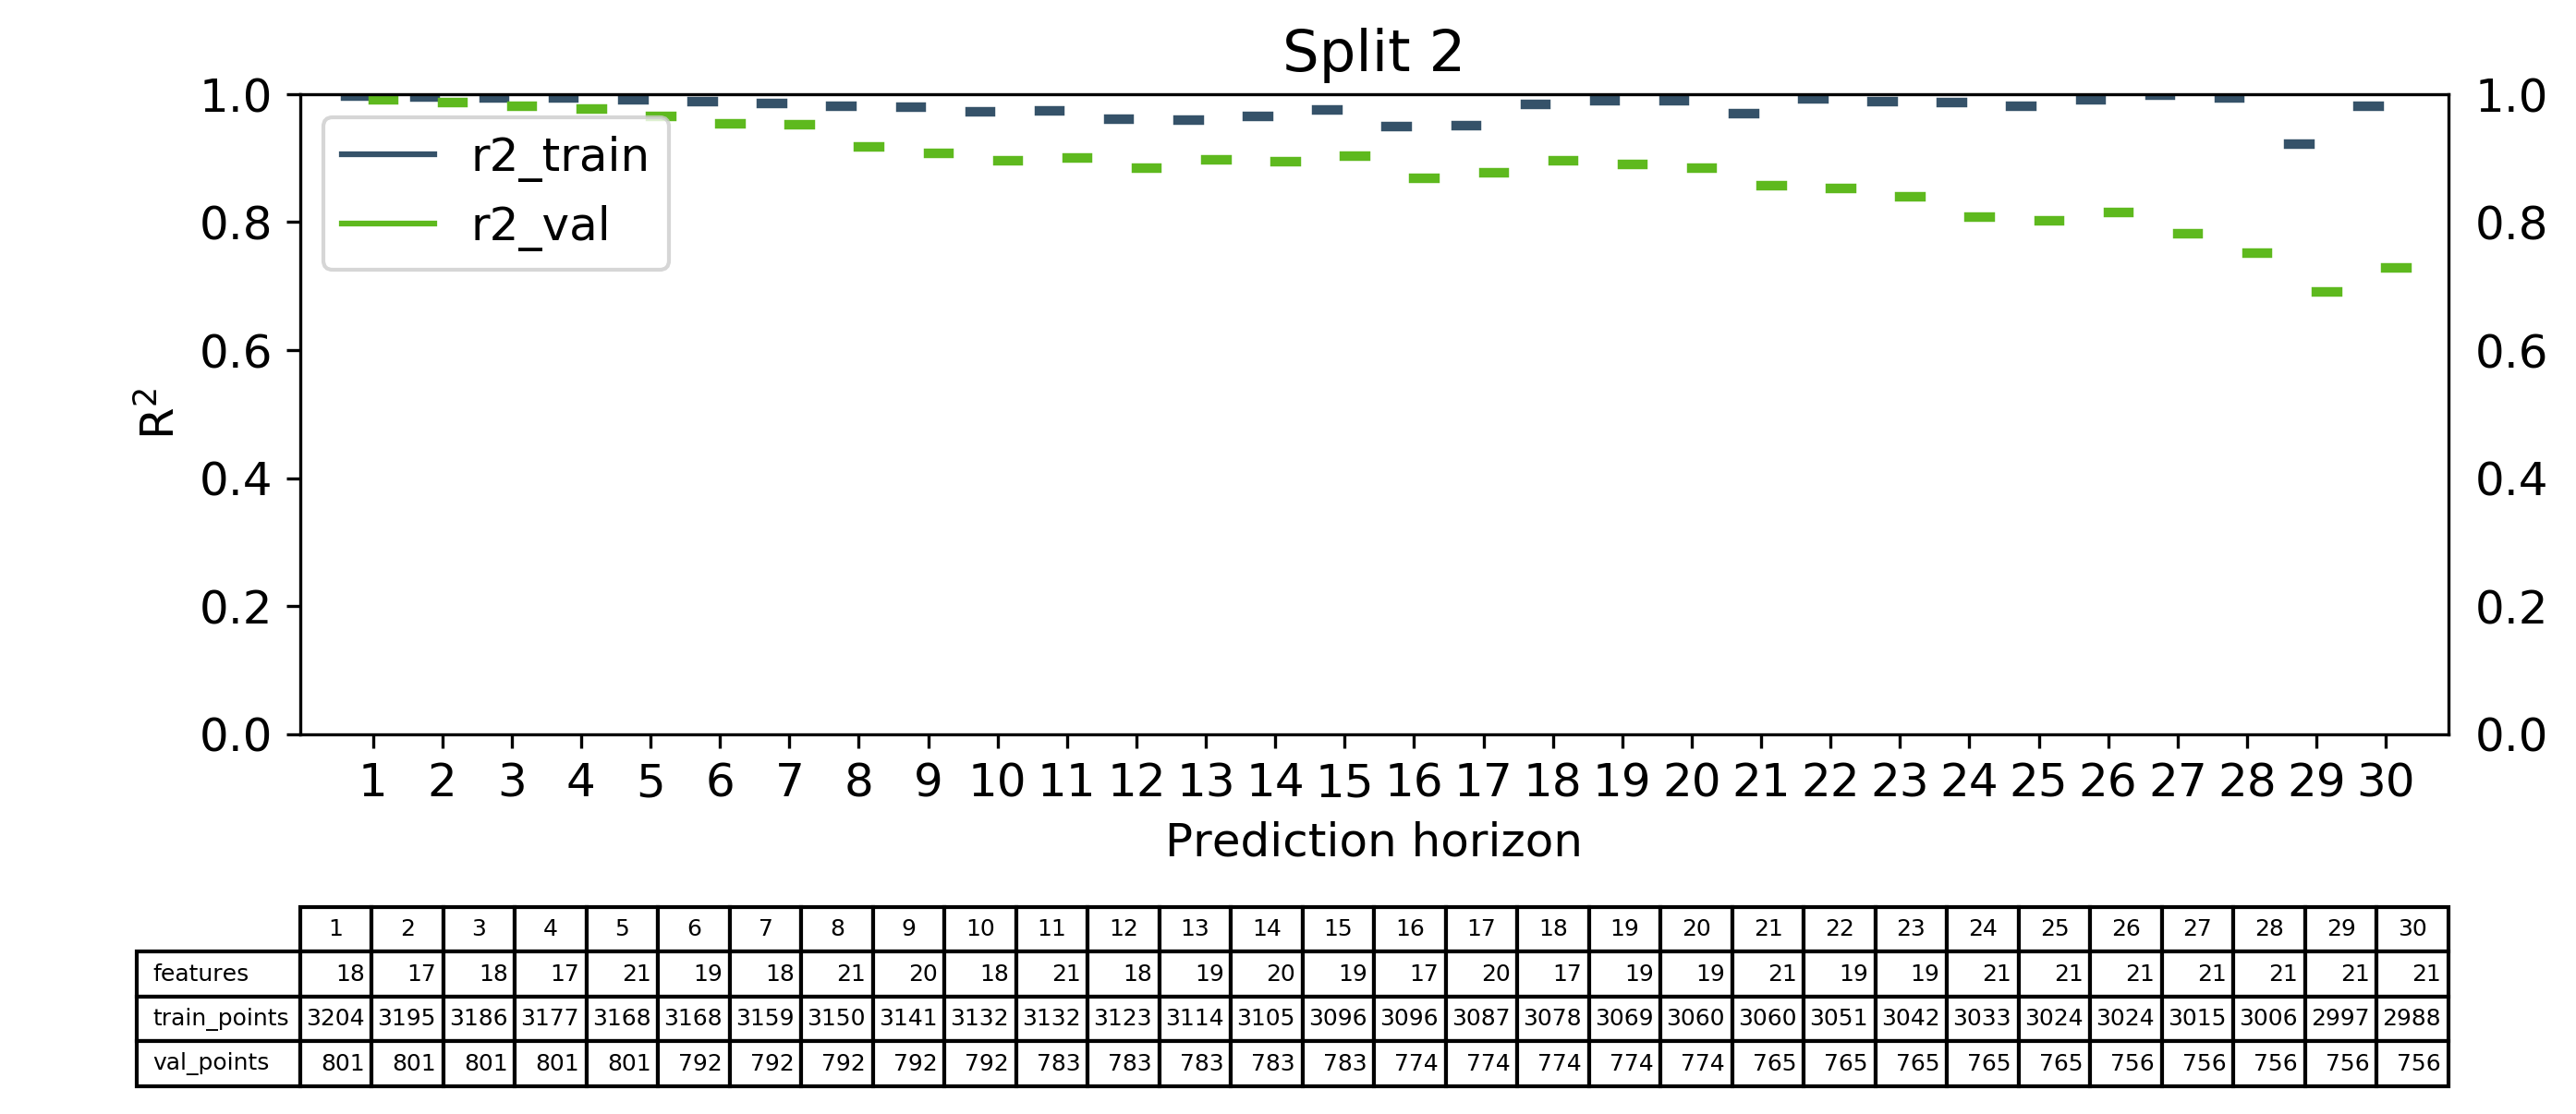 Split 2
1.0 1.0
r2_train
r2_val
0.8 0.8
0.6 0.6
R²
0.4 0.4
0.2 0.2
0.0 0.0
1 2 3 4 5 6 7 8 9 10 11 12 13 14 15 16 17 18 19 20 21 22 23 24 25 26 27 28 29 30
Prediction horizon
1 2 3 4 5 6 7 8 9 10 11 12 13 14 15 16 17 18 19 20 21 22 23 24 25 26 27 28 29 30
features 18 17 18 17 21 19 18 21 20 18 21 18 19 20 19 17 20 17 19 19 21 19 19 21 21 21 21 21 21 21
train_points 3204 3195 3186 3177 3168 3168 3159 3150 3141 3132 3132 3123 3114 3105 3096 3096 3087 3078 3069 3060 3060 3051 3042 3033 3024 3024 3015 3006 2997 2988
val_points 801 801 801 801 801 792 792 792 792 792 783 783 783 783 783 774 774 774 774 774 765 765 765 765 765 756 756 756 756 756